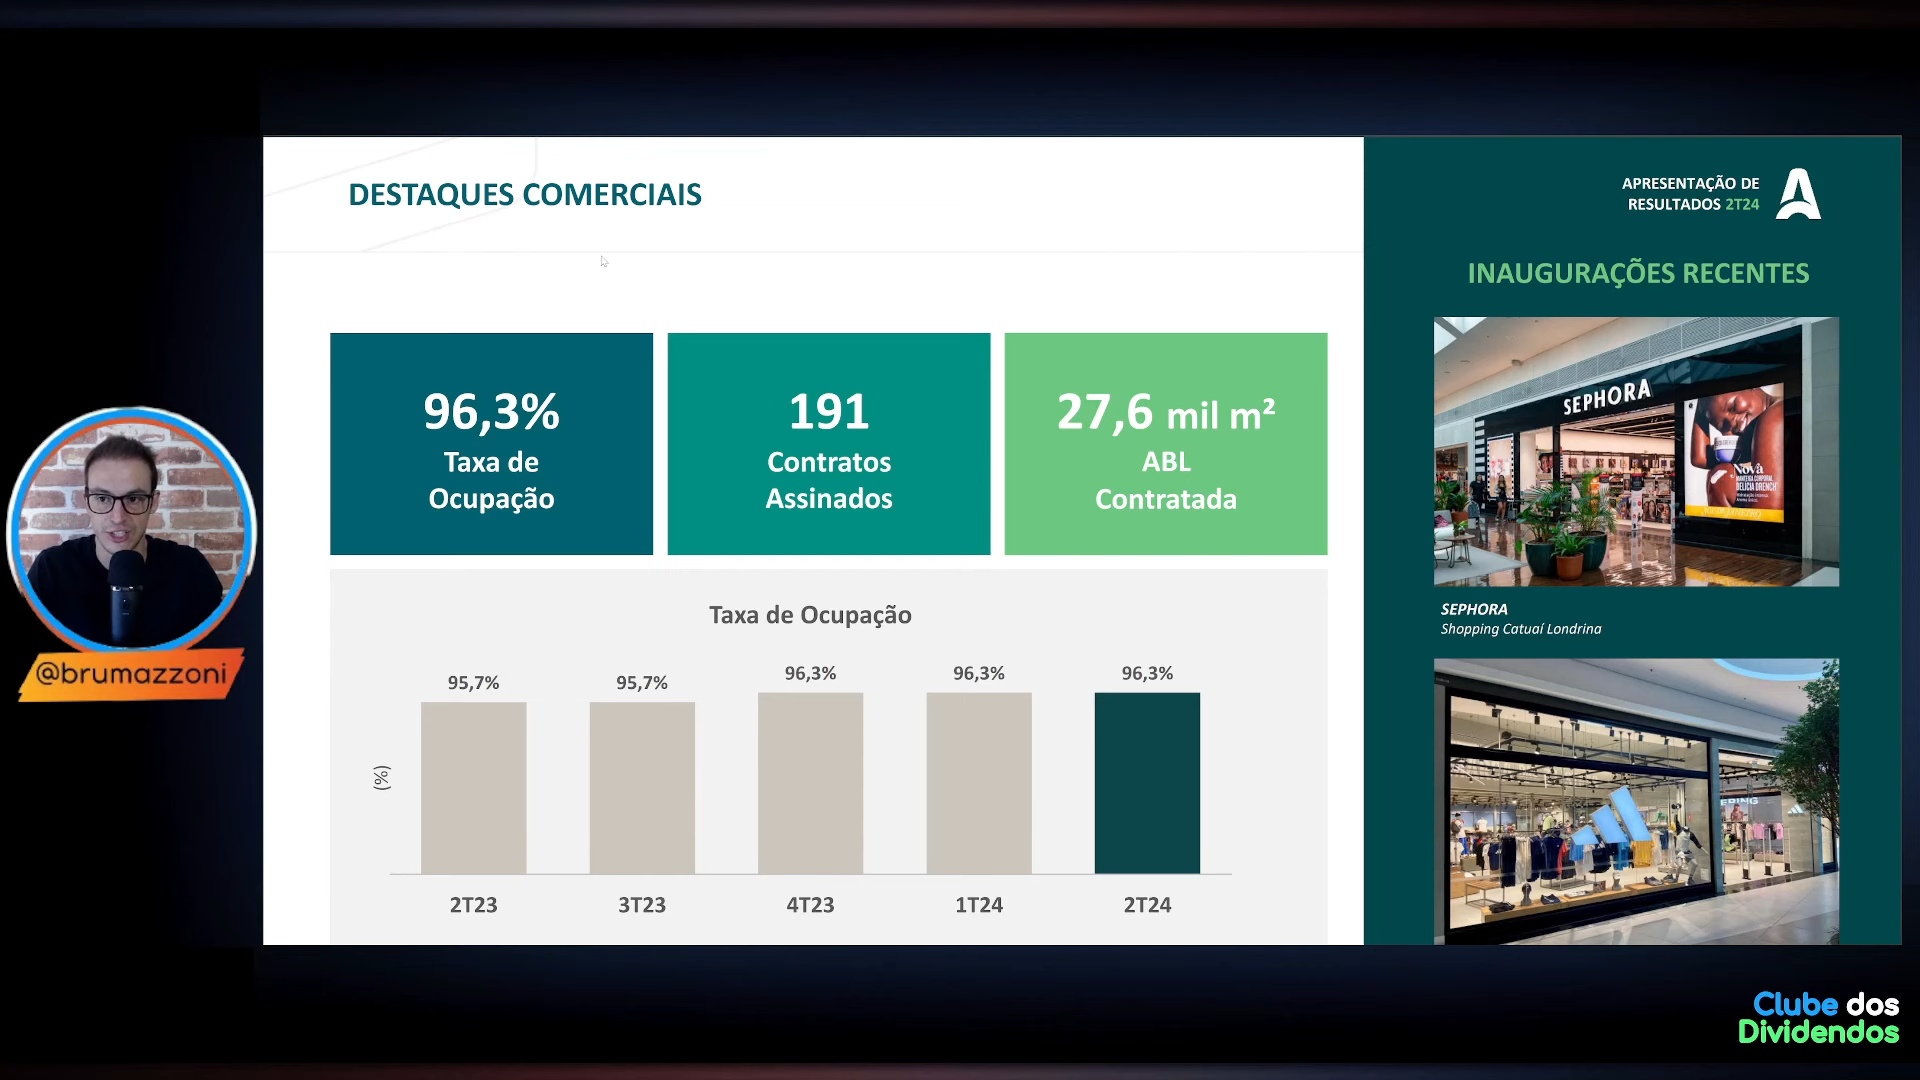 DESTAQUES COMERCIAIS
APRESENTAÇÃO DE
RESULTADOS 2T24
INAUGURAÇÕES RECENTES
96,3%
Taxa de
Ocupação
191
Contratos
Assinados
27,6 mil m²
ABL
Contratada
SEPHORA
Nova
SEPHORA
Shopping Catuaí Londrina
Taxa de Ocupação
95,7%
95,7%
96,3%
96,3%
96,3%
(%)
2T23
3T23
4T23
1T24
2T24
@brumazzoni
Clube dos
Dividendos